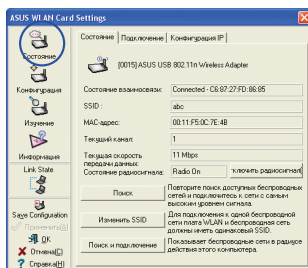 ASUS WLAN Card Settings
Состояние
Конфигурация
Изучение
Информация
Link State
Save Configuration
Применить(A)
OK
Отмена(C)
Справка(H)
Состояние Подключение Конфигурация IP
[0015] ASUS USB 802.11n Wireless Adapter
Состояние взаимосвязи: Connected - C6:87:27:FD:86:85
SSID : abc
MAC-адрес: 00:11:F5:0C:7E:4B
Текущий канал: 1
Текущая скорость передачи данных: 11 Mbps
Состояние радиосигнала: Radio On ключить радиосигнал(
Поиск
Повторите поиск доступных беспроводных
сетей и подключитесь к сети с самым
высоким уровнем сигнала.
Изменить SSID
Для подключения к одной беспроводной
сети плата WLAN и беспроводная сеть
должны иметь одинаковый SSID.
Поиск и подключение
Показывает беспроводные сети в радиусе
действия этого компьютера.